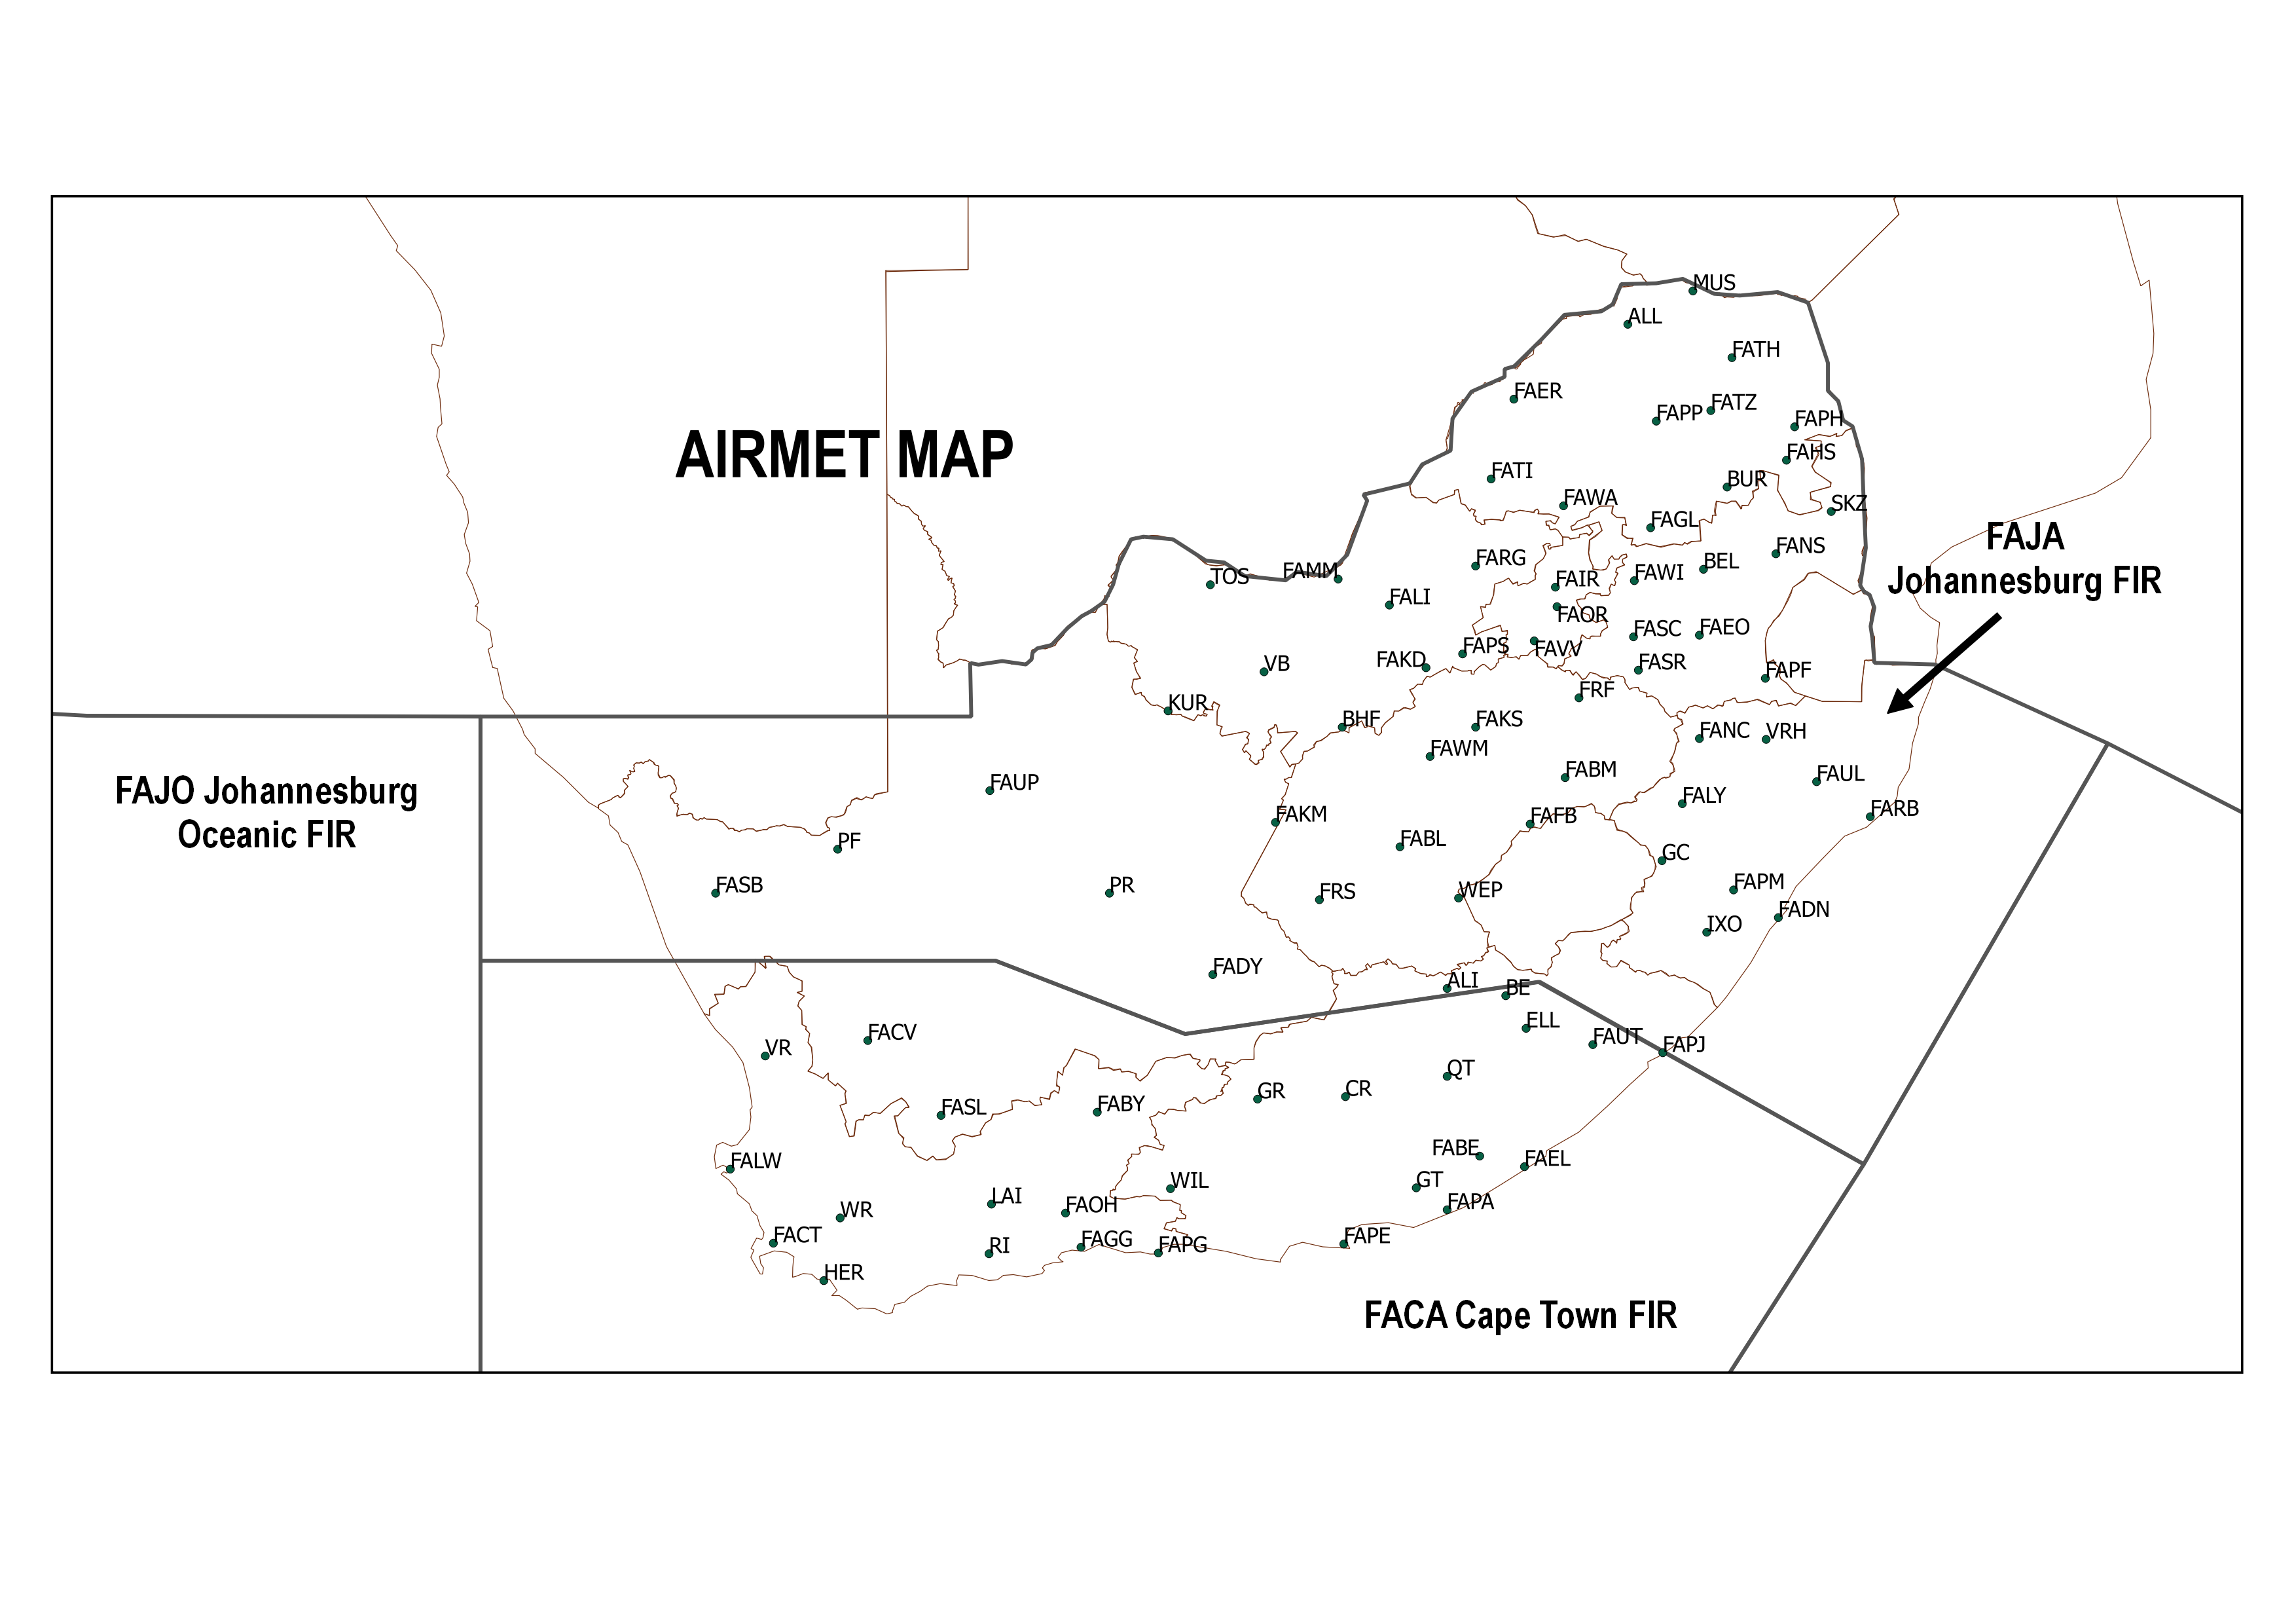 MUS
ALL
FATH
FAER
FATZ
FAPP
FAPH
FAHS
FATI
BUR
FAWA
SKZ
FAGL
FAJA
Johannesburg FIR
AIRMET MAP
FANS
FARG
BEL
FAWI
FAMM
TOS
FAIR
FALI
FAOR
FASC
FAEO
FAPS
FAVV
FAKD
VB
FASR
FAPF
FRF
KUR
BHF
FAKS
FANC
VRH
FAWM
FABM
FAUL
FAUP
FAJO Johannesburg
Oceanic FIR
FALY
FARB
FAKM
FAFB
FABL
PF
GC
FASB
PR
FRS
WEP
FAPM
FADN
IXO
FADY
ALI
BE
ELL
FACV
FAUT
FAPJ
VR
QT
CR
GR
FABY
FASL
FABE
FAEL
FALW
GT
WIL
LAI
FAPA
FAOH
WR
FACT
FAPE
FAGG
FAPG
RI
HER
FACA Cape Town FIR